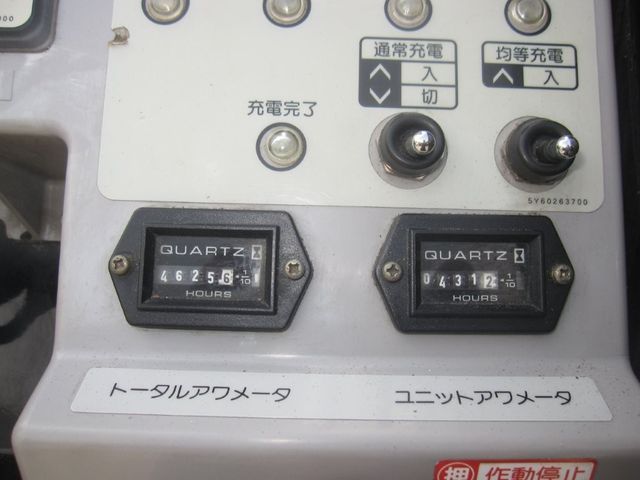 通常充電
入
切
均等充電
入
充電完了
5Y60263700
QUARTZ
46256 1/10
HOURS
QUARTZ
04312 1/10
HOURS
トータルアワメータ
ユニットアワメータ
押 作動停止